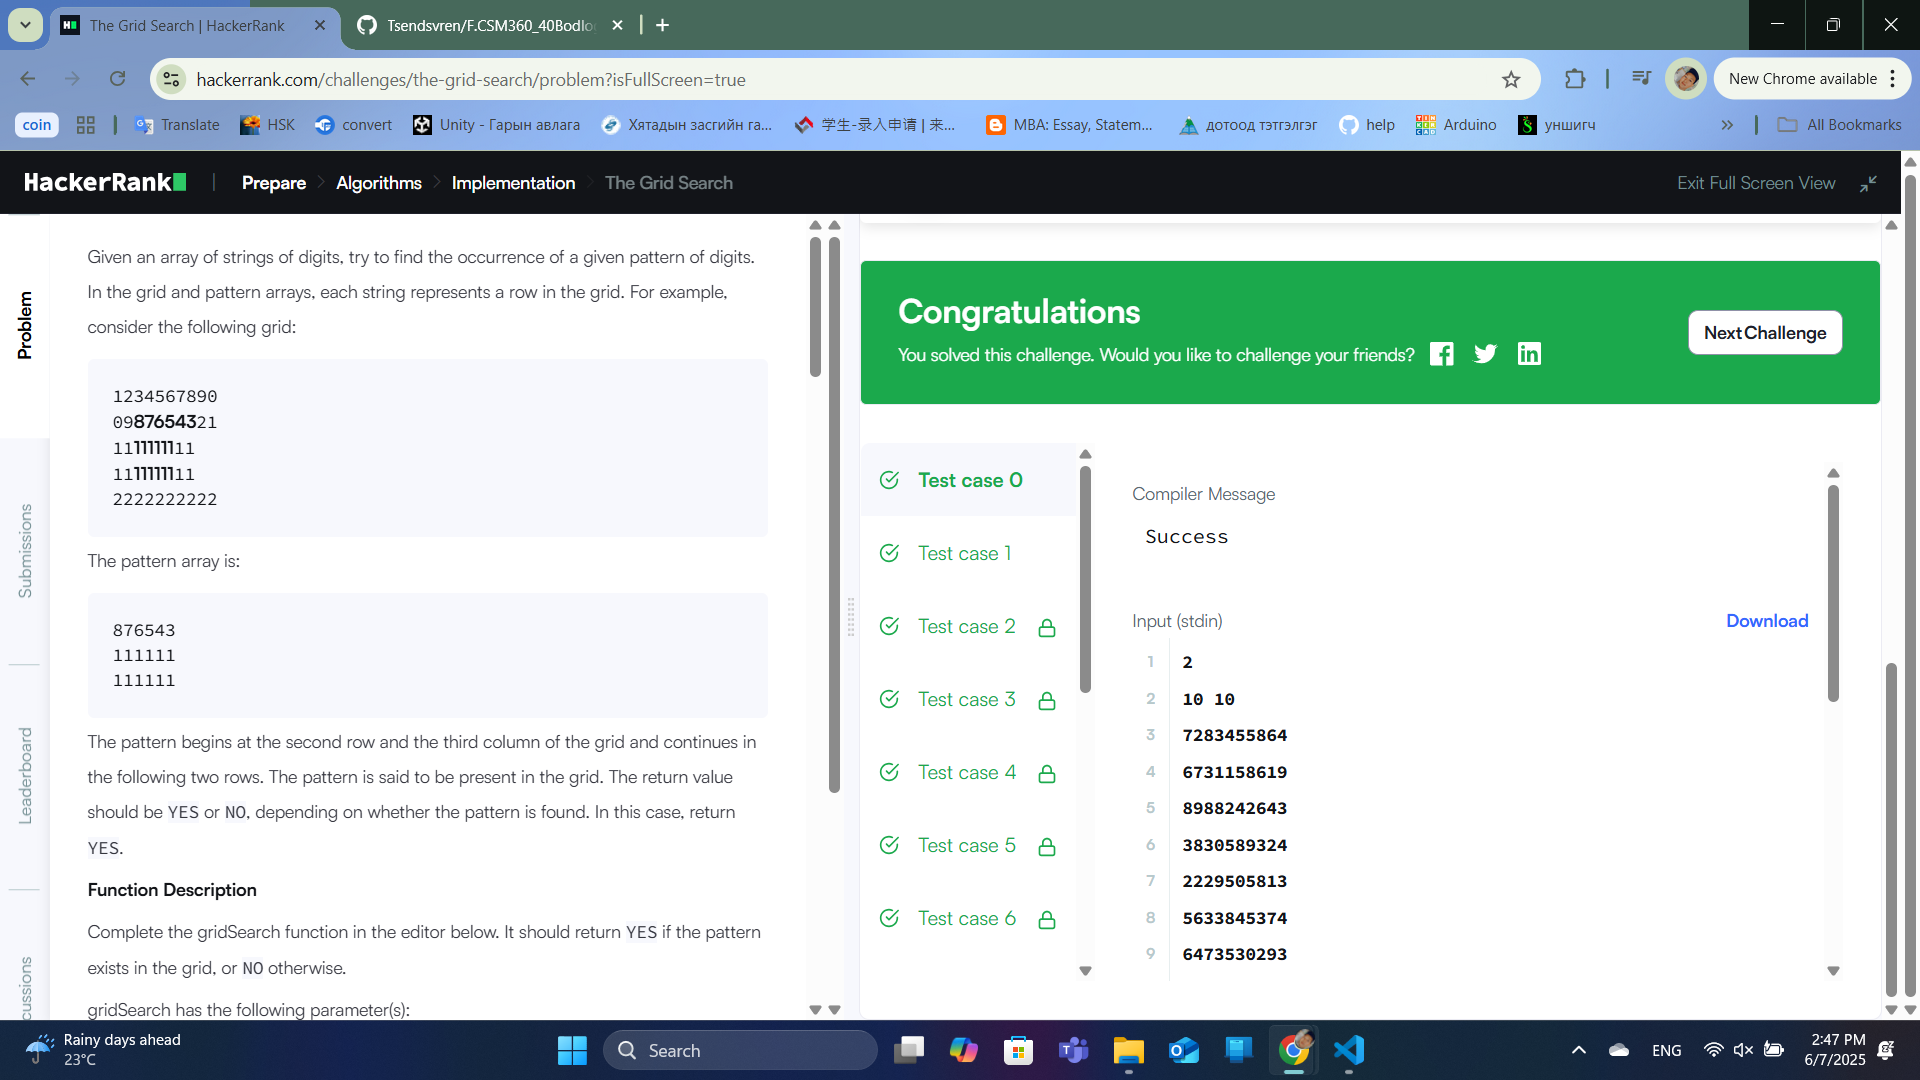 The Grid Search | HackerRank
Tsendsvren/F.CSM360_40Bodlo
hackerrank.com/challenges/the-grid-search/problem?isFullScreen=true
New Chrome available
coin
Translate
HSK
convert
Unity - Гарын авлага
Хятадын засгийн га...
学生-录入申请 | 来...
MBA: Essay, Statem...
дотоод тэтгэлгэг
help
Arduino
уншигч
All Bookmarks
HackerRank
Prepare
Algorithms
Implementation
The Grid Search
Exit Full Screen View
Problem
Submissions
Leaderboard
cussions
Given an array of strings of digits, try to find the occurrence of a given pattern of digits.
In the grid and pattern arrays, each string represents a row in the grid. For example,
consider the following grid:
1234567890
0987654321
1111111111
1111111111
2222222222
The pattern array is:
876543
111111
111111
The pattern begins at the second row and the third column of the grid and continues in
the following two rows. The pattern is said to be present in the grid. The return value
should be YES or NO, depending on whether the pattern is found. In this case, return
YES.
Function Description
Complete the gridSearch function in the editor below. It should return YES if the pattern
exists in the grid, or NO otherwise.
gridSearch has the following parameter(s):
Congratulations
You solved this challenge. Would you like to challenge your friends?
Next Challenge
Test case 0
Test case 1
Test case 2
Test case 3
Test case 4
Test case 5
Test case 6
Compiler Message
Success
Input (stdin)
Download
1 2
2 10 10
3 7283455864
4 6731158619
5 8988242643
6 3830589324
7 2229505813
8 5633845374
9 6473530293
Rainy days ahead
23°C
Search
ENG
2:47 PM
6/7/2025